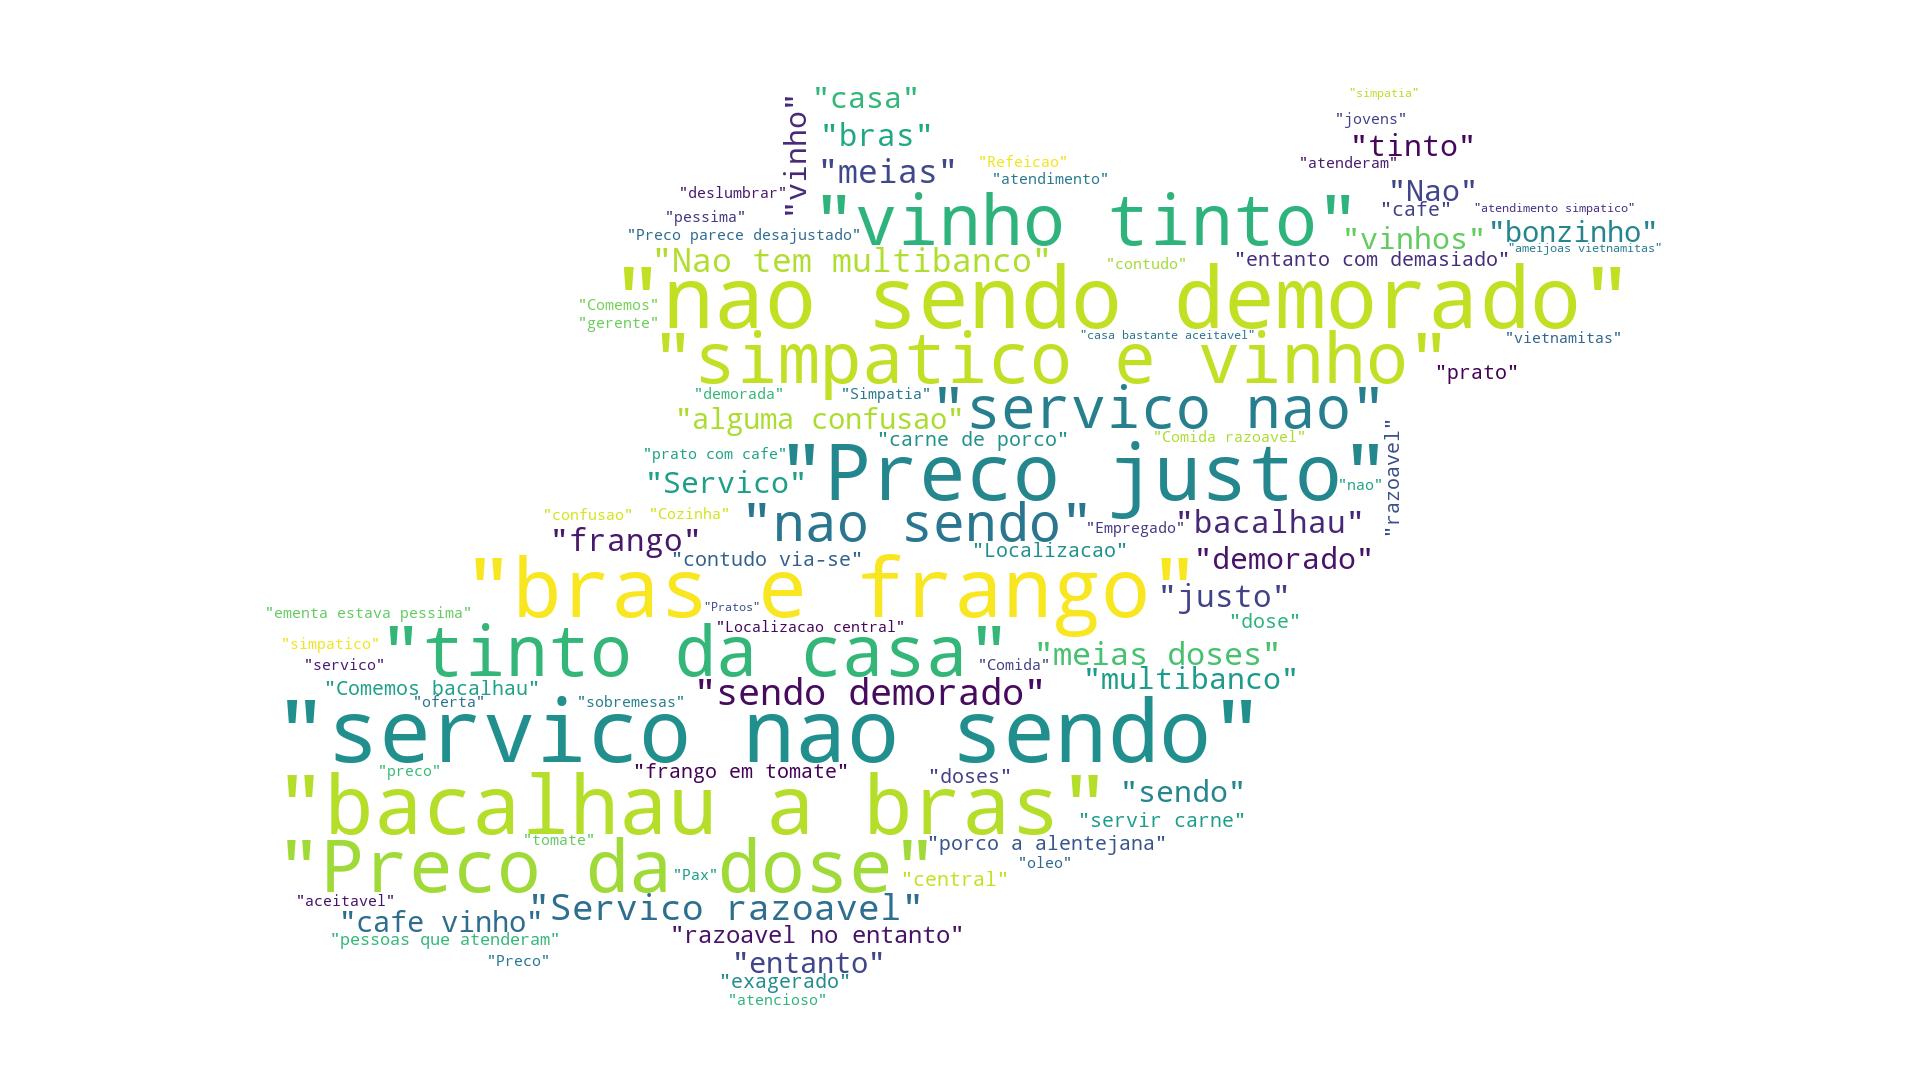 "simpatia"
"casa"
"vinho"
"jovens"
"bras"
"tinto"
"Refeicao"
"atenderam"
"meias"
"atendimento"
"deslumbrar"
"Nao"
"cafe"
"atendimento simpatico"
"pessima"
"vinho tinto"
"Preco parece desajustado"
"vinhos"
"bonzinho"
"ameijoas vietnamitas"
"Nao tem multibanco"
"contudo"
"entanto com demasiado"
"nao sendo demorado"
"Comemos"
"gerente"
"casa bastante aceitavel"
"vietnamitas"
"simpatico e vinho"
"prato"
"demorada"
"Simpatia"
"servico nao"
"alguma confusao"
"carne de porco"
"Comida razoavel"
"razoavel"
"prato com cafe"
"Preco justo"
"Servico"
"nao"
"confusao"
"Cozinha"
"nao sendo"
"Empregado"
"bacalhau"
"frango"
"contudo via-se"
"Localizacao"
"demorado"
"bras e frango"
"justo"
"Pratos"
"ementa estava pessima"
"dose"
"Localizacao central"
"simpatico"
"tinto da casa"
"meias doses"
"servico"
"Comida"
"multibanco"
"Comemos bacalhau"
"sendo demorado"
"oferta"
"sobremesas"
"servico nao sendo"
"preco"
"frango em tomate"
"doses"
"sendo"
"bacalhau a bras"
"servir carne"
"tomate"
"porco a alentejana"
"Preco da dose"
"oleo"
"Pax"
"central"
"aceitavel"
"Servico razoavel"
"cafe vinho"
"pessoas que atenderam"
"razoavel no entanto"
"Preco"
"entanto"
"exagerado"
"atencioso"